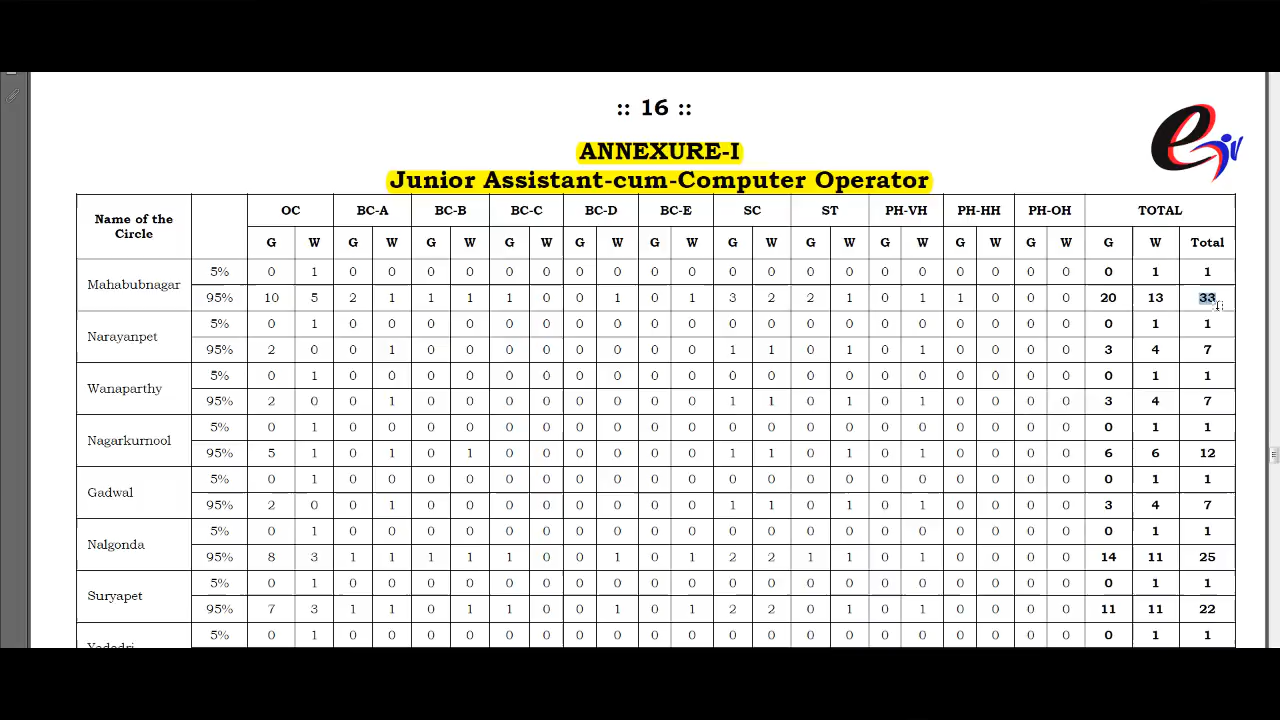 :: 16 ::
ANNEXURE-I
Junior Assistant-cum-Computer Operator
Name of the Circle OC BC-A BC-B BC-C BC-D BC-E SC ST PH-VH PH-HH PH-OH TOTAL
G W G W G W G W G W G W G W G W G W G W G W G W Total
Mahabubnagar 5% 0 1 0 0 0 0 0 0 0 0 0 0 0 0 0 0 0 0 0 0 0 0 0 1 1
95% 10 5 2 1 1 1 1 0 0 1 0 1 3 2 2 1 0 1 1 0 0 0 20 13 33
Narayanpet 5% 0 1 0 0 0 0 0 0 0 0 0 0 0 0 0 0 0 0 0 0 0 0 0 1 1
95% 2 0 0 1 0 0 0 0 0 0 0 0 1 1 0 1 0 1 0 0 0 0 3 4 7
Wanaparthy 5% 0 1 0 0 0 0 0 0 0 0 0 0 0 0 0 0 0 0 0 0 0 0 0 1 1
95% 2 0 0 1 0 0 0 0 0 0 0 0 1 1 0 1 0 1 0 0 0 0 3 4 7
Nagarkurnool 5% 0 1 0 0 0 0 0 0 0 0 0 0 0 0 0 0 0 0 0 0 0 0 0 1 1
95% 5 1 0 1 0 1 0 0 0 0 0 0 1 1 0 1 0 1 0 0 0 0 6 6 12
Gadwal 5% 0 1 0 0 0 0 0 0 0 0 0 0 0 0 0 0 0 0 0 0 0 0 0 1 1
95% 2 0 0 1 0 0 0 0 0 0 0 0 1 1 0 1 0 1 0 0 0 0 3 4 7
Nalgonda 5% 0 1 0 0 0 0 0 0 0 0 0 0 0 0 0 0 0 0 0 0 0 0 0 1 1
95% 8 3 1 1 1 1 1 0 0 1 0 1 2 2 1 1 0 1 0 0 0 0 14 11 25
Suryapet 5% 0 1 0 0 0 0 0 0 0 0 0 0 0 0 0 0 0 0 0 0 0 0 0 1 1
95% 7 3 1 1 0 1 1 0 0 1 0 1 2 2 0 1 0 1 0 0 0 0 11 11 22
5% 0 1 0 0 0 0 0 0 0 0 0 0 0 0 0 0 0 0 0 0 0 0 0 1 1